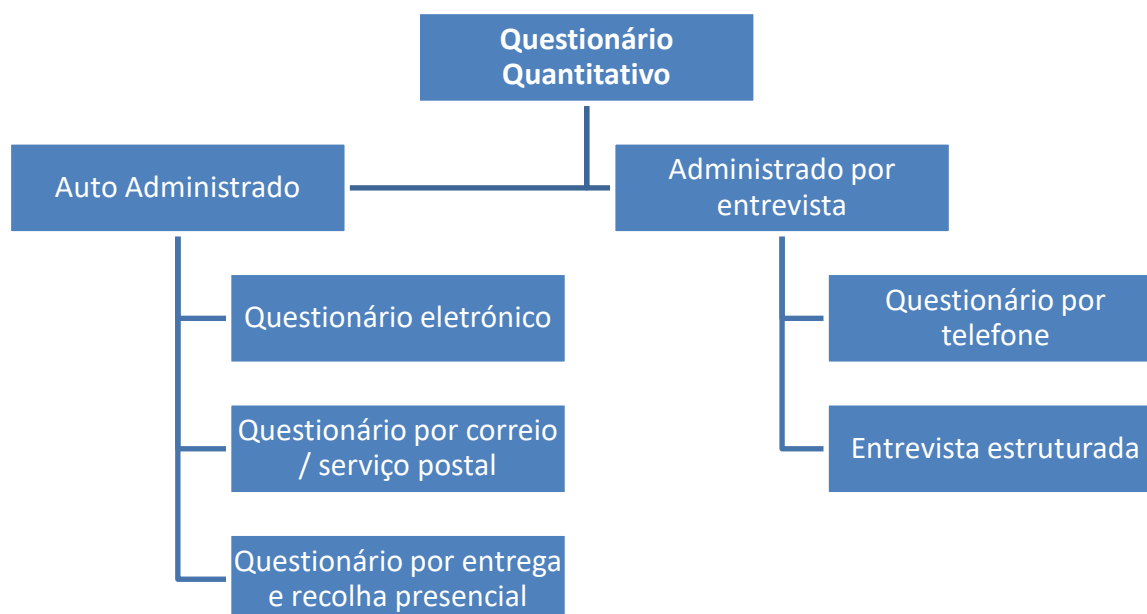 Questionário
Quantitativo
Auto Administrado
Administrado por
entrevista
Questionário eletrónico
Questionário por telefone
Questionário por correio
/ serviço postal
Entrevista estruturada
Questionário por entrega
e recolha presencial